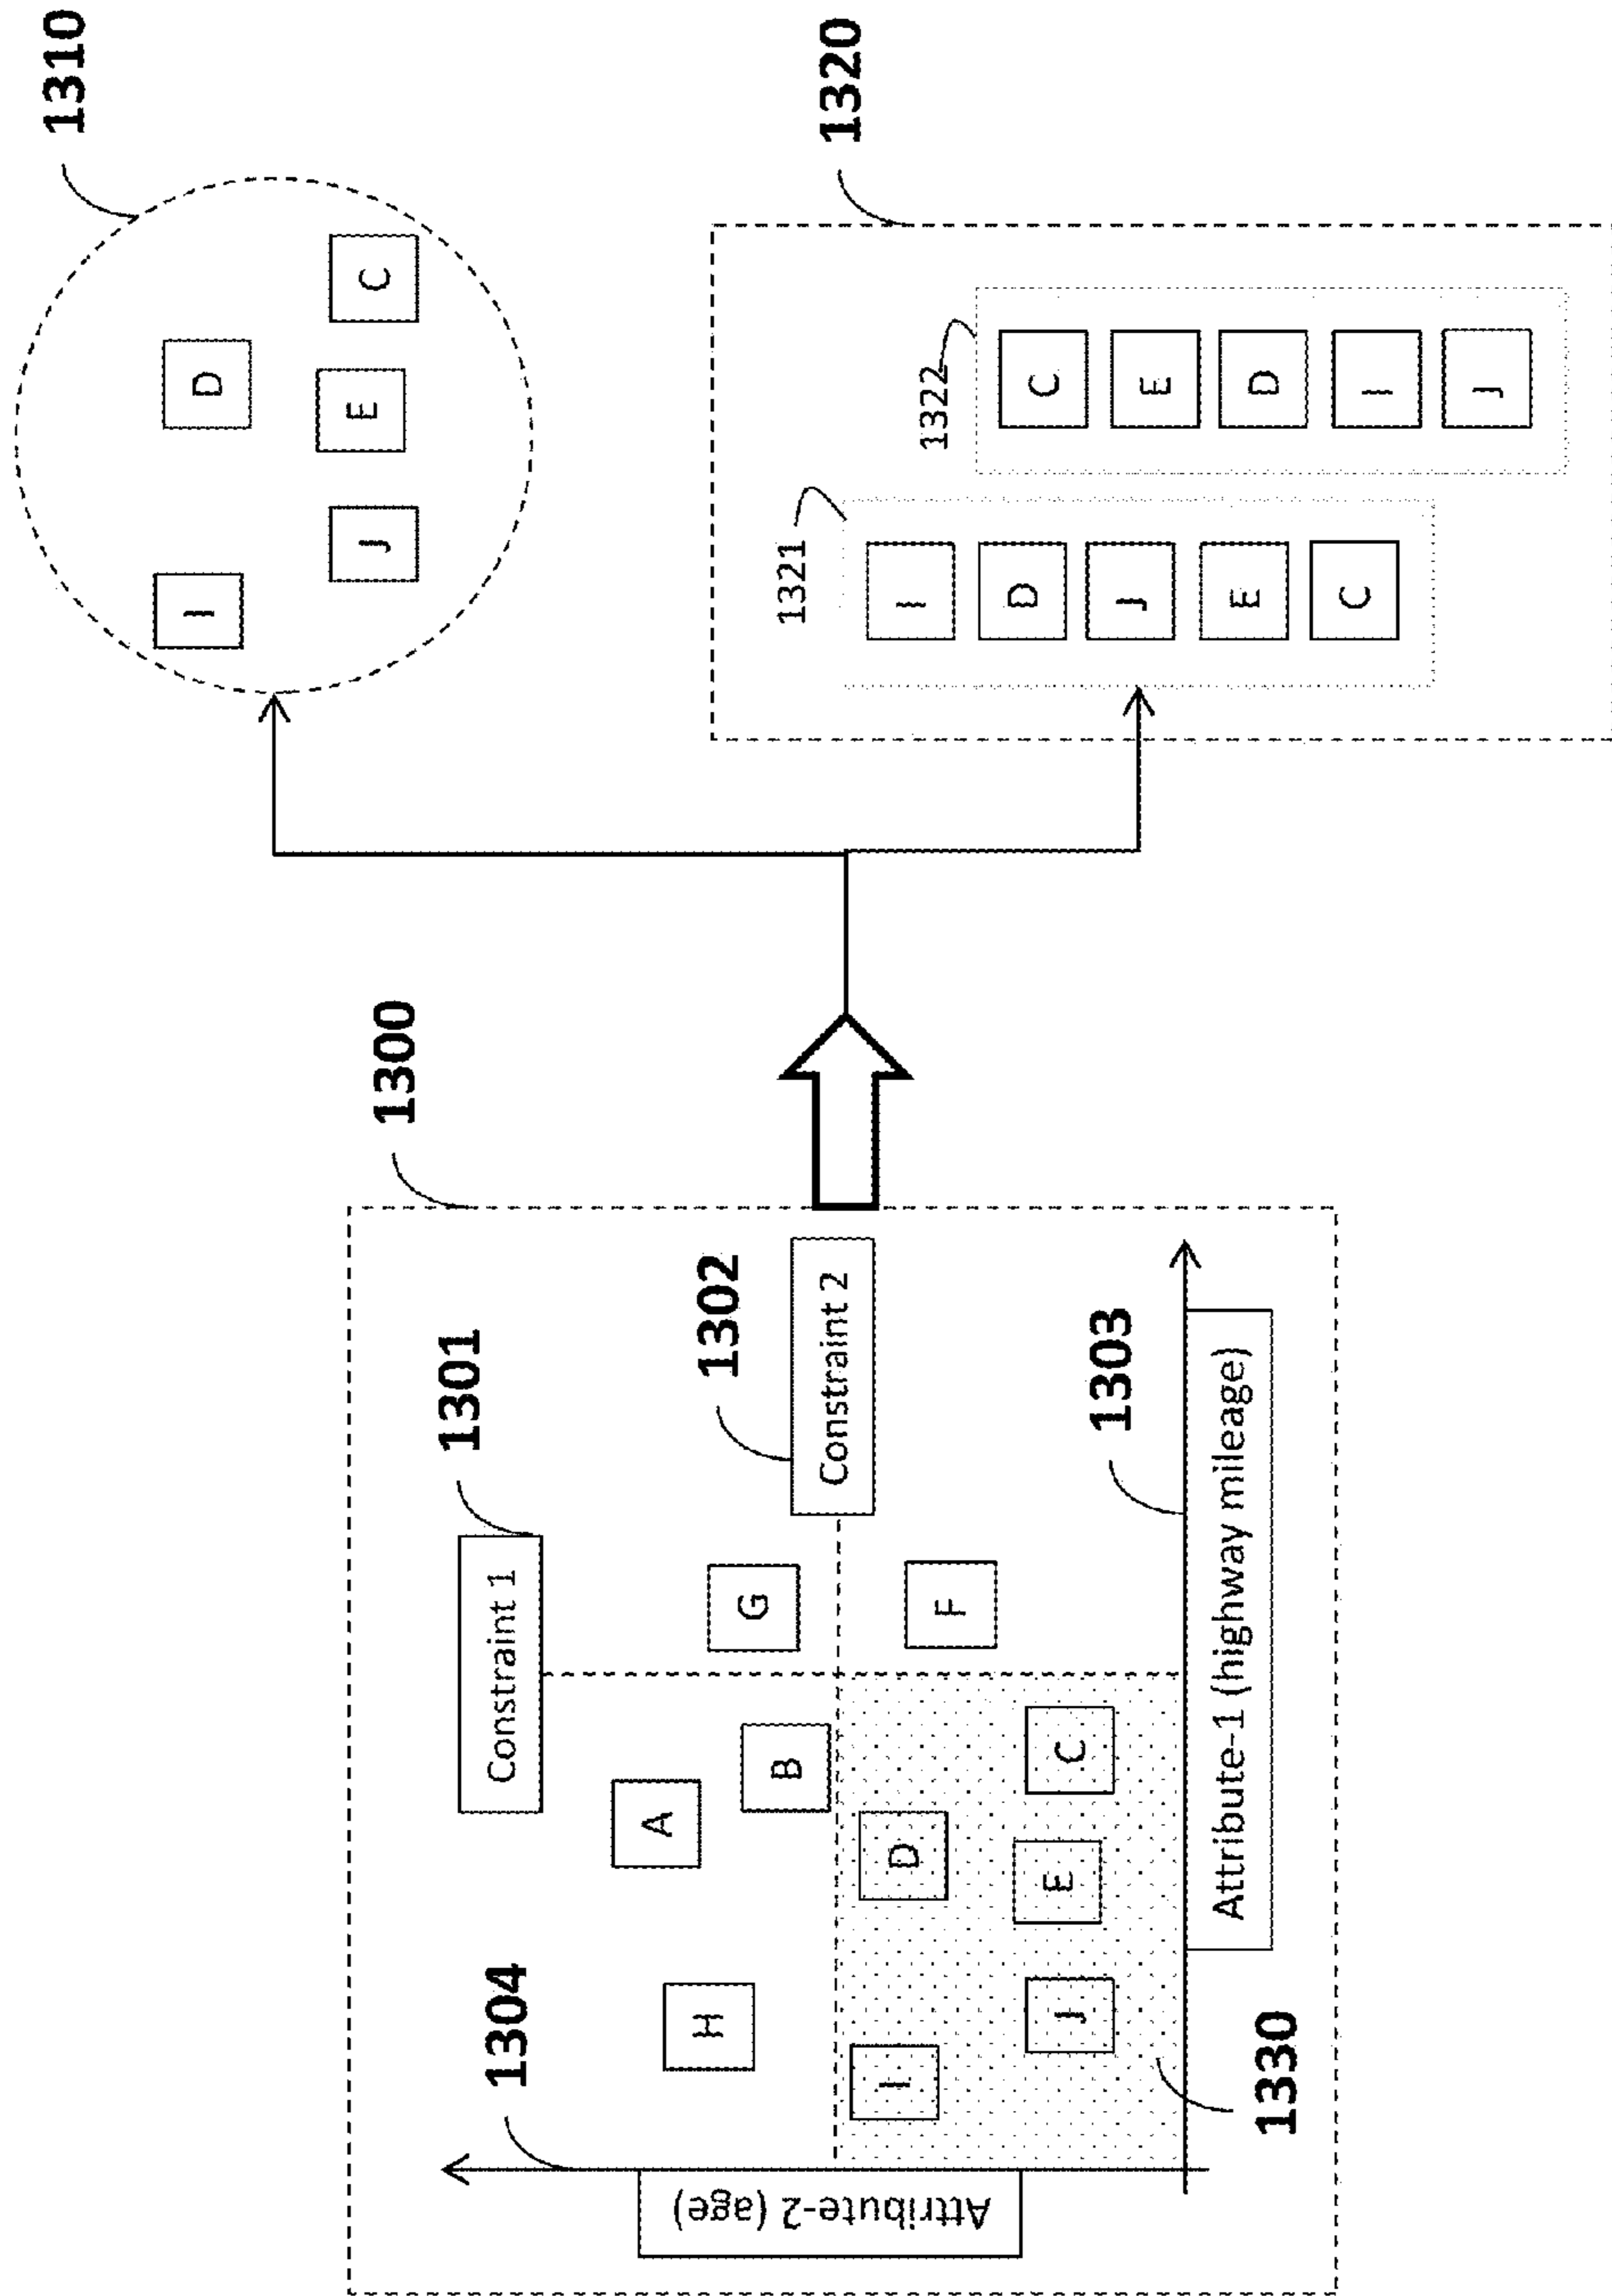 1300
1301
Constraint 1
1304
A
H
G
1302
B
Constraint 2
I
D
F
J
E
C
1303
Attribute-2 (age)
Attribute-1 (highway mileage)
1330
1310
I
D
J
E
C
1320
1321
I
D
J
E
C
1322
C
E
D
I
J